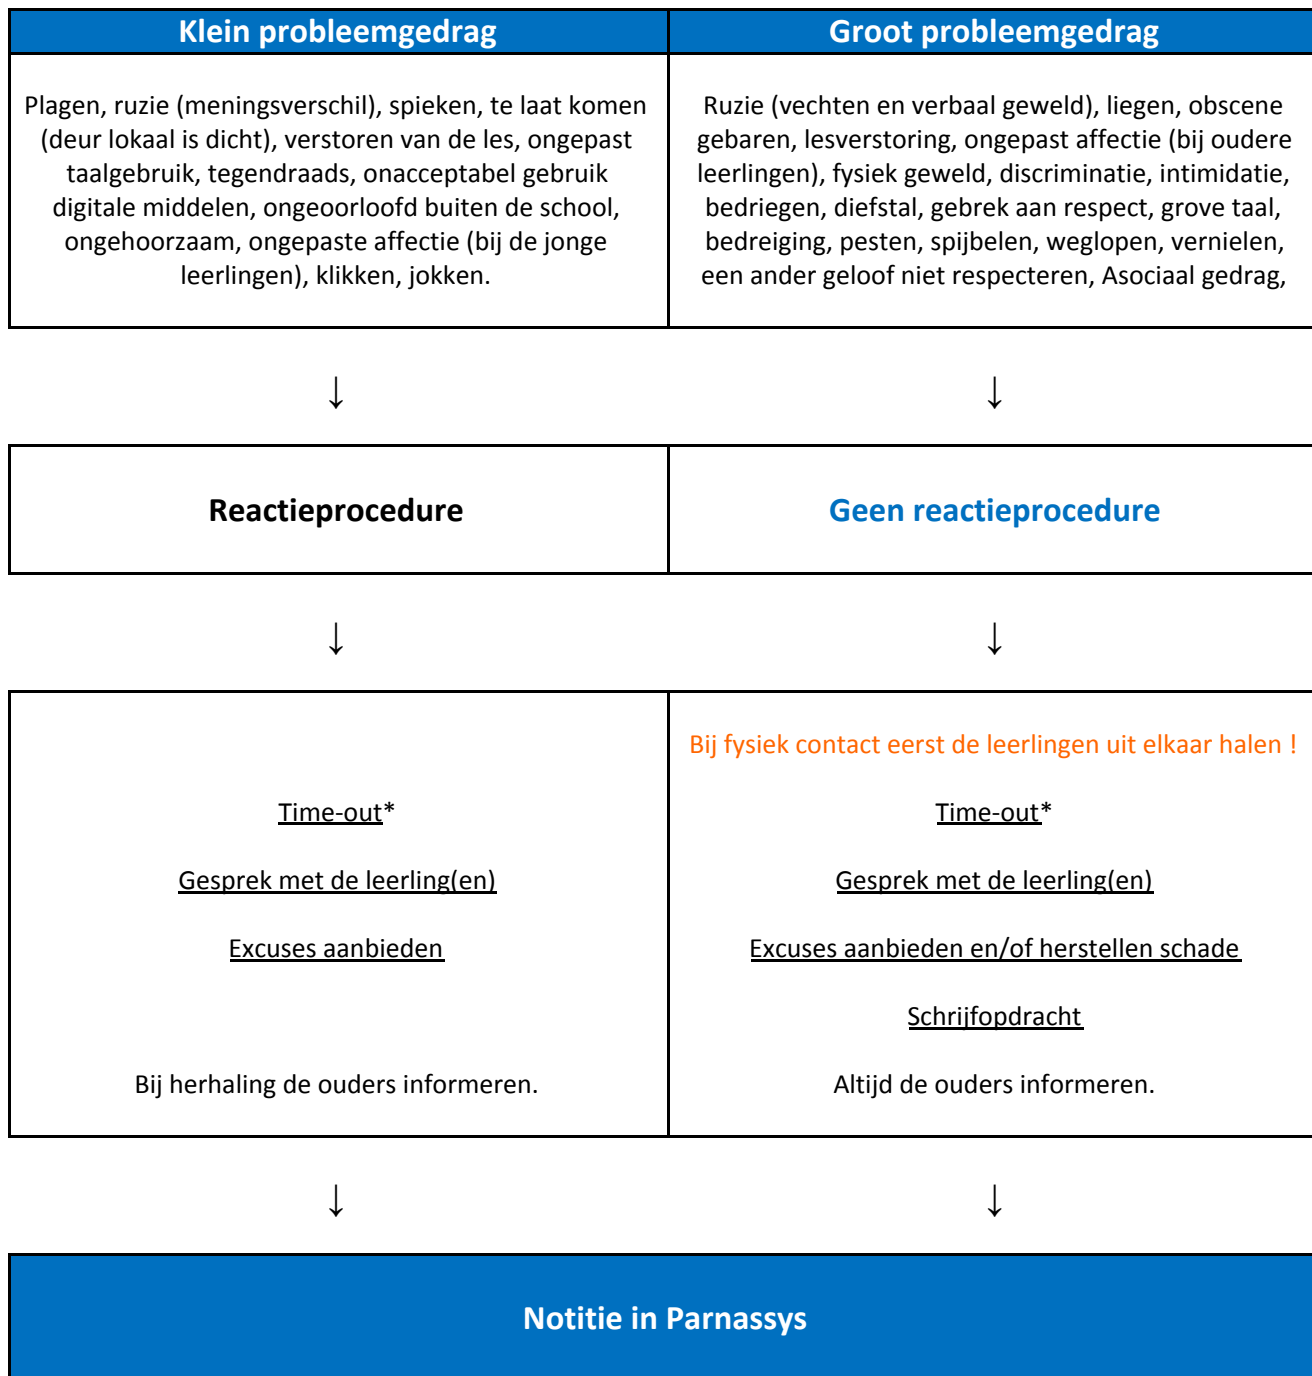 Klein probleemgedrag
Groot probleemgedrag
Plagen, ruzie (meningsverschil), spieken, te laat komen
(deur lokaal is dicht), verstoren van de les, ongepast
taalgebruik, tegendraads, onacceptabel gebruik
digitale middelen, ongeoorloofd buiten de school,
ongehoorzaam, ongepaste affectie (bij de jonge
leerlingen), klikken, jokken.
Ruzie (vechten en verbaal geweld), liegen, obscene
gebaren, lesverstoring, ongepast affectie (bij oudere
leerlingen), fysiek geweld, discriminatie, intimidatie,
bedriegen, diefstal, gebrek aan respect, grove taal,
bedreiging, pesten, spijbelen, weglopen, vernielen,
een ander geloof niet respecteren, Asociaal gedrag,
↓
↓
Reactieprocedure
Geen reactieprocedure
↓
↓
Time-out*
Gesprek met de leerling(en)
Excuses aanbieden
Bij herhaling de ouders informeren.
Bij fysiek contact eerst de leerlingen uit elkaar halen !
Time-out*
Gesprek met de leerling(en)
Excuses aanbieden en/of herstellen schade
Schrijfopdracht
Altijd de ouders informeren.
↓
↓
Notitie in Parnassys